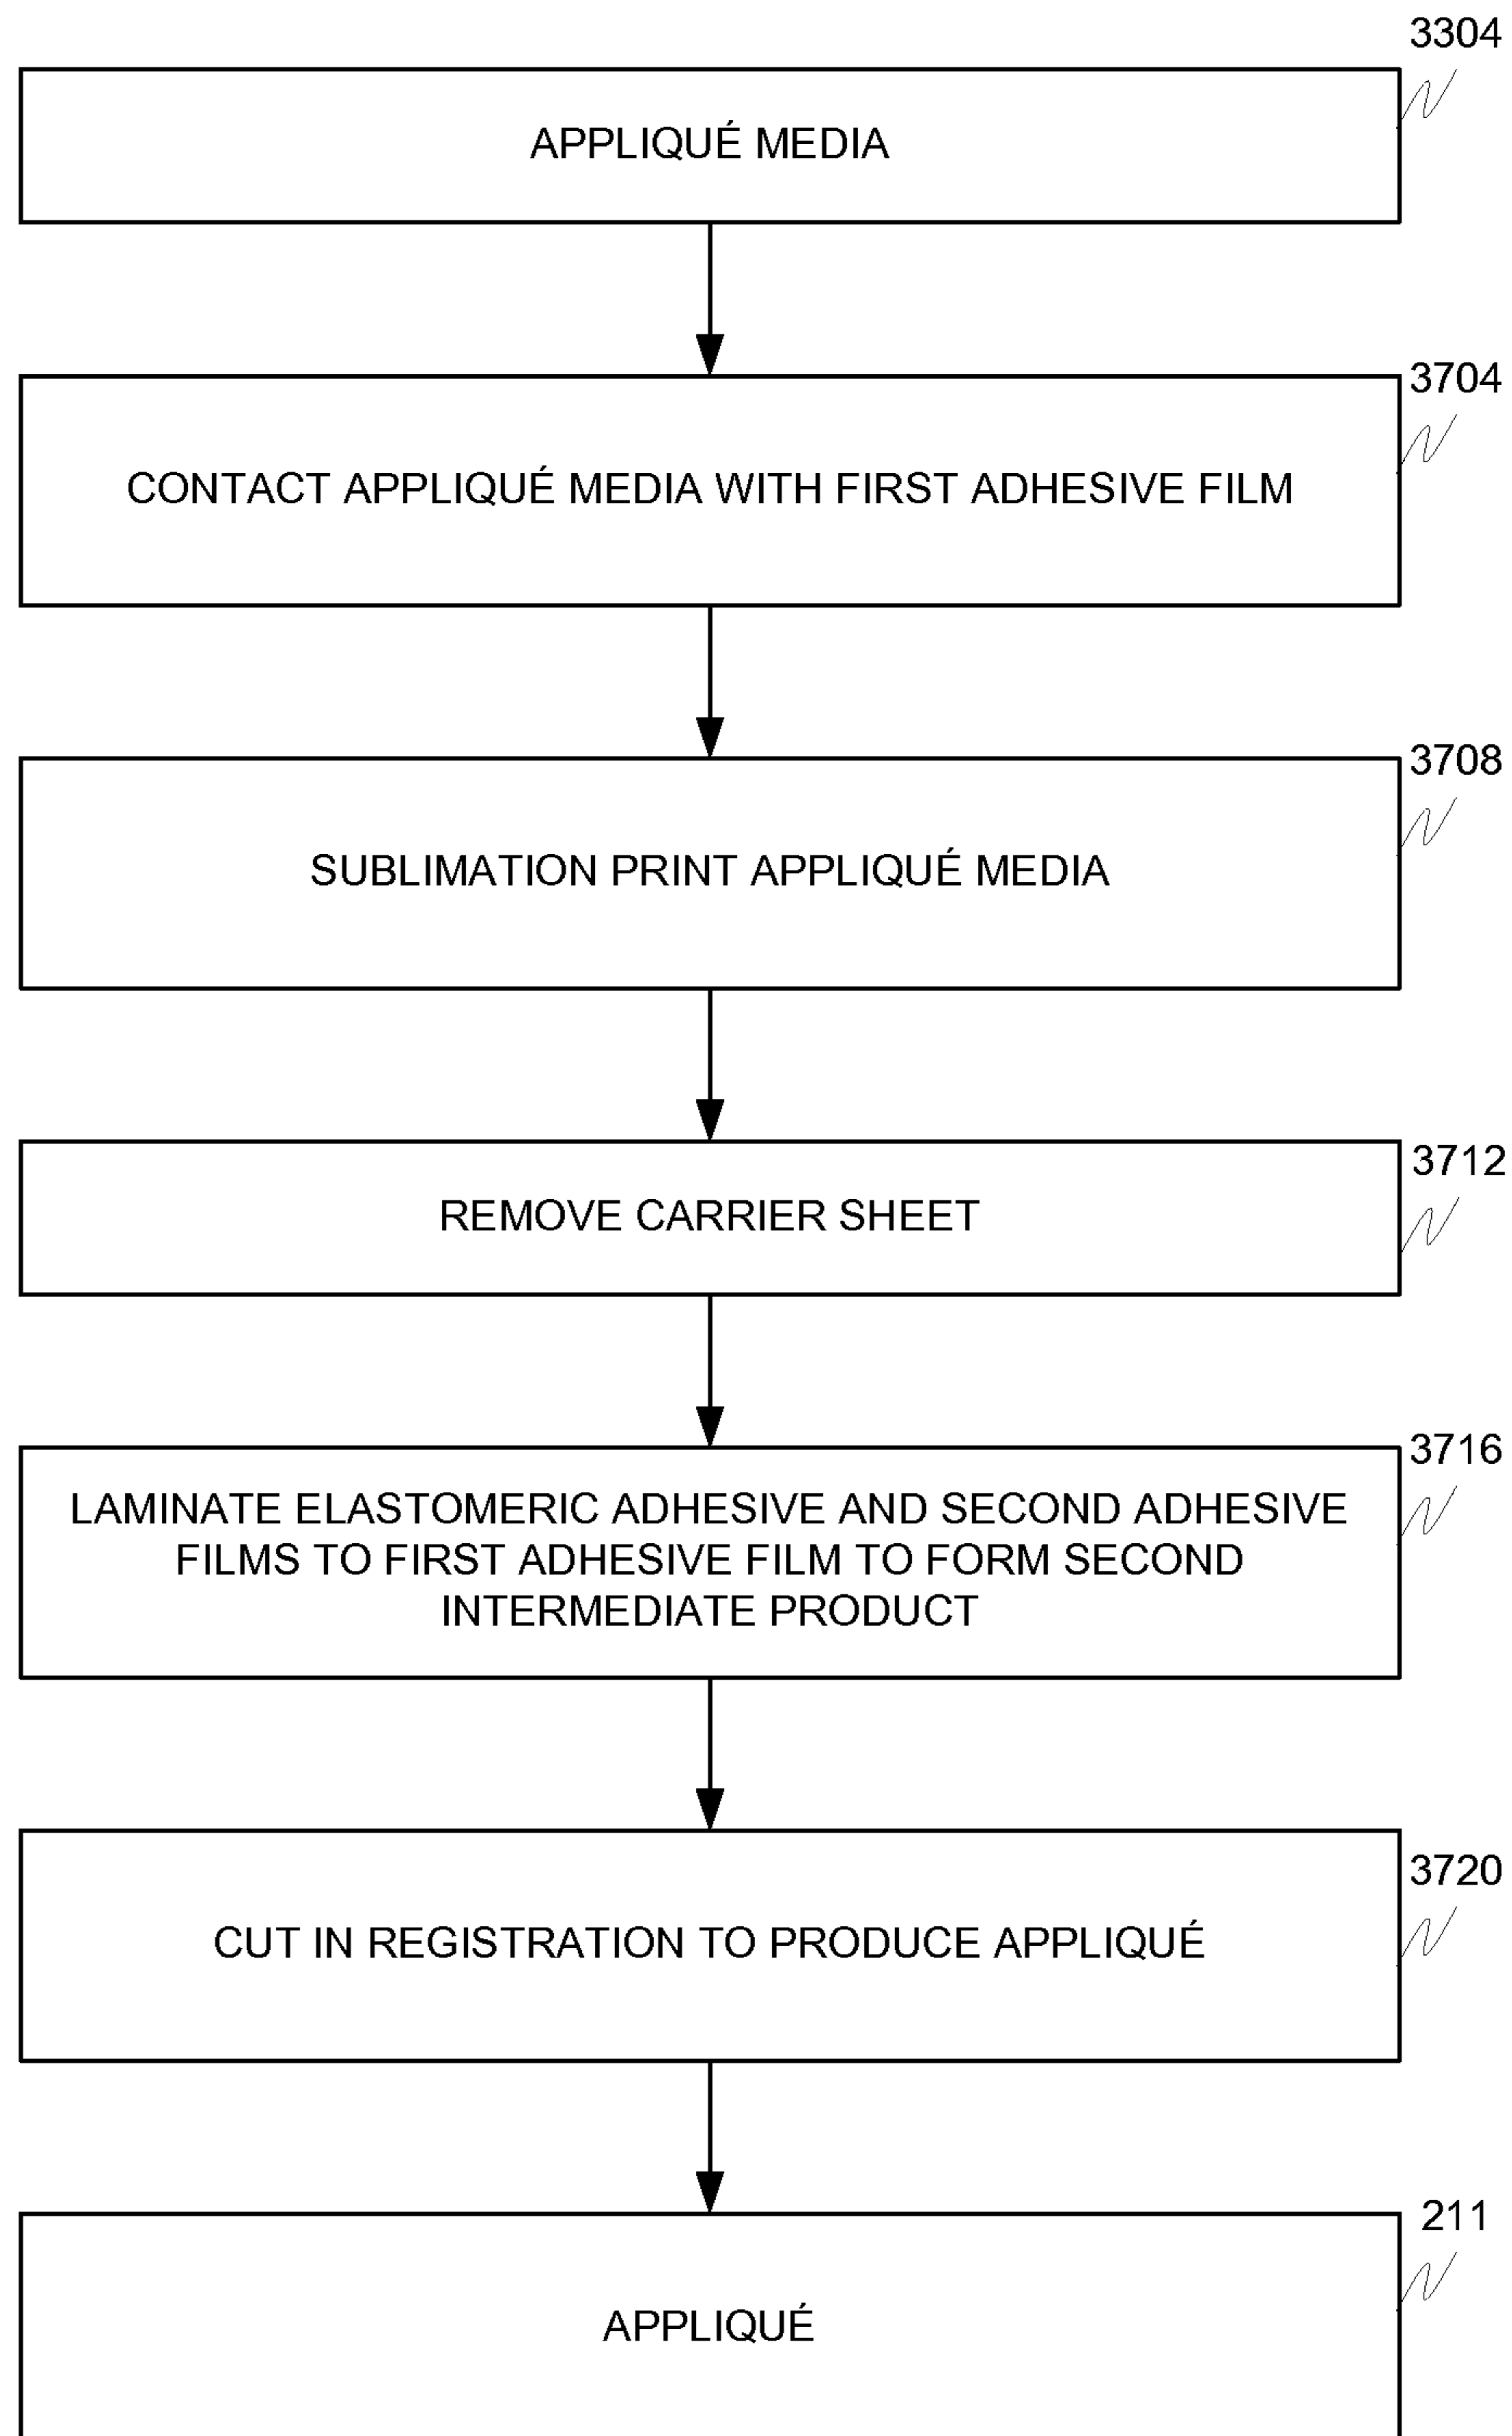 3304
APPLIQUÉ MEDIA
3704
CONTACT APPLIQUÉ MEDIA WITH FIRST ADHESIVE FILM
3708
SUBLIMATION PRINT APPLIQUÉ MEDIA
3712
REMOVE CARRIER SHEET
3716
LAMINATE ELASTOMERIC ADHESIVE AND SECOND ADHESIVE
FILMS TO FIRST ADHESIVE FILM TO FORM SECOND
INTERMEDIATE PRODUCT
3720
CUT IN REGISTRATION TO PRODUCE APPLIQUÉ
211
APPLIQUÉ